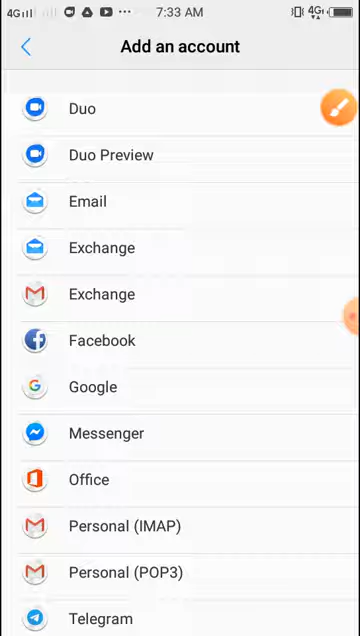 4G 7:33 AM 4G
Add an account
Duo
Duo Preview
Email
Exchange
Exchange
Facebook
Google
Messenger
Office
Personal (IMAP)
Personal (POP3)
Telegram